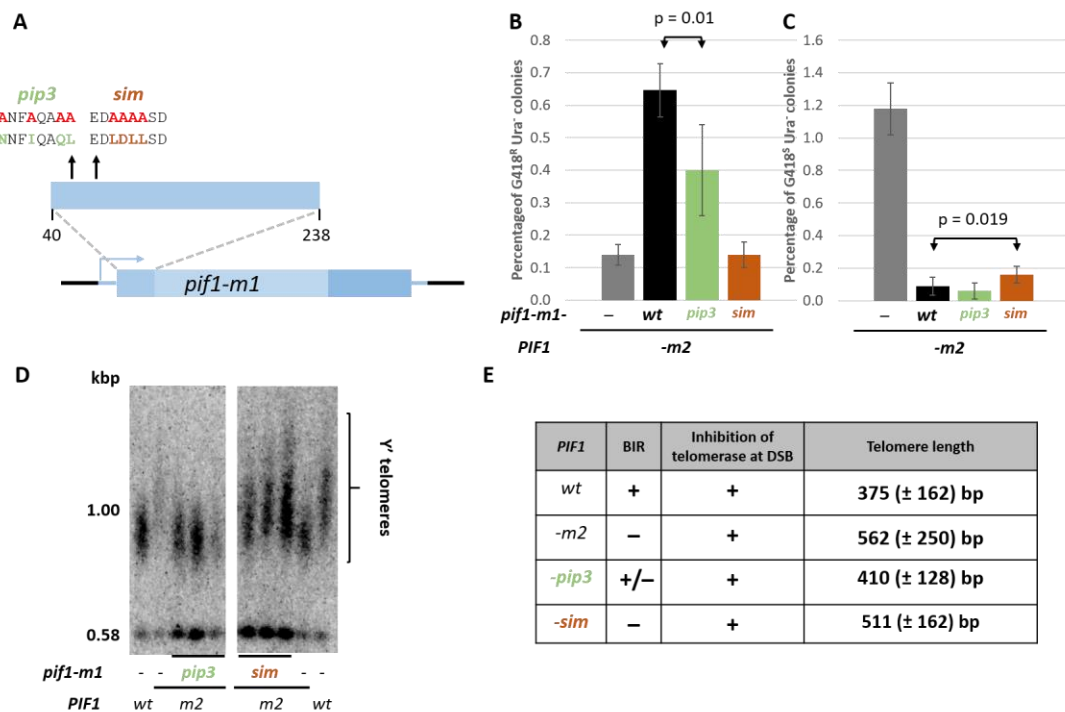 A
pip3 sim
ANFAQAAA EDAAAASD
NNFIQAQL EDLDLLSD
40 238
pif1-m1
B
Percentageof G418R Ura- colonies
0.8
0.7
0.6
0.5
0.4
0.3
0.2
0.1
0.0
p = 0.01
pif1-m1- – wt pip3 sim
PIF1 -m2
C
Percentage of G418S Ura- colonies
1.6
1.4
1.2
1.0
0.8
0.6
0.4
0.2
0.0
p = 0.019
– wt pip3 sim
-m2
D
kbp
1.00
0.58
Y' telomeres
pif1-m1 - - pip3 sim - -
PIF1 wt m2 m2 wt
E
PIF1 BIR Inhibition of telomerase at DSB Telomere length
wt + + 375 (± 162) bp
-m2 – + 562 (± 250) bp
-pip3 +/– + 410 (± 128) bp
-sim – + 511 (± 162) bp